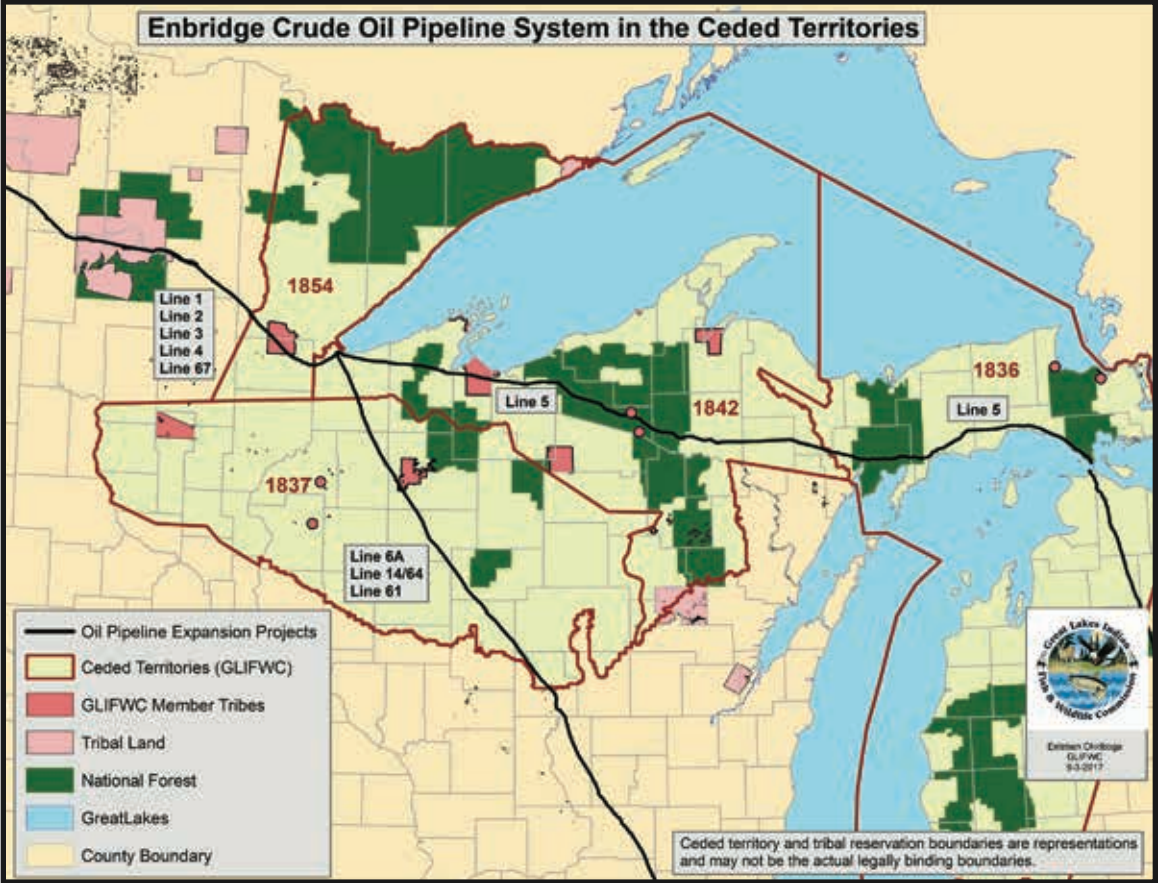 Enbridge Crude Oil Pipeline System in the Ceded Territories
1854
Line 1
Line 2
Line 3
Line 4
Line 67
Line 5
1842
1836
Line 5
1837
Line 6A
Line 14/64
Line 61
Oil Pipeline Expansion Projects
Ceded Territories (GLIFWC)
GLIFWC Member Tribes
Tribal Land
National Forest
GreatLakes
County Boundary
Great Lakes Indian
Fish & Wildlife Commission
GLIFWC
Ceded territory and tribal reservation boundaries are representations
and may not be the actual legally binding boundaries.